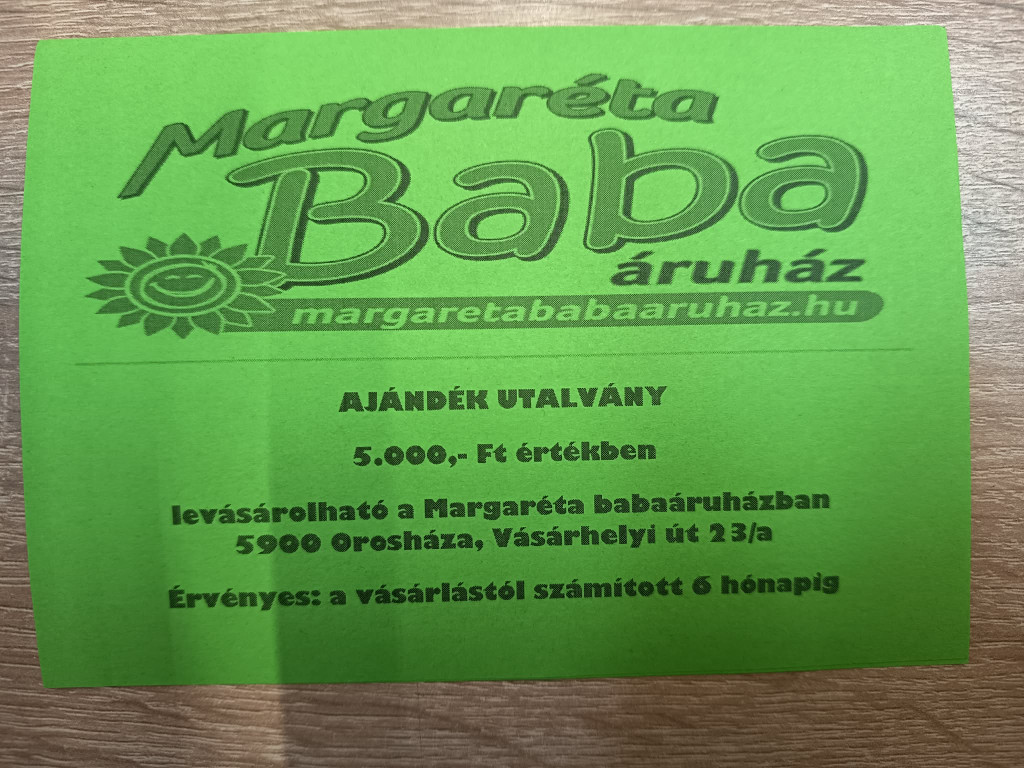 Margaréta
Baba
áruház
margaretababaaruhaz.hu
AJÁNDÉK UTALVÁNY
5.000,- Ft értékben
levásárolható a Margaréta babaáruházban
5900 Orosháza, Vásárhelyi út 23/a
Érvényes: a vásárlástól számított 6 hónapig